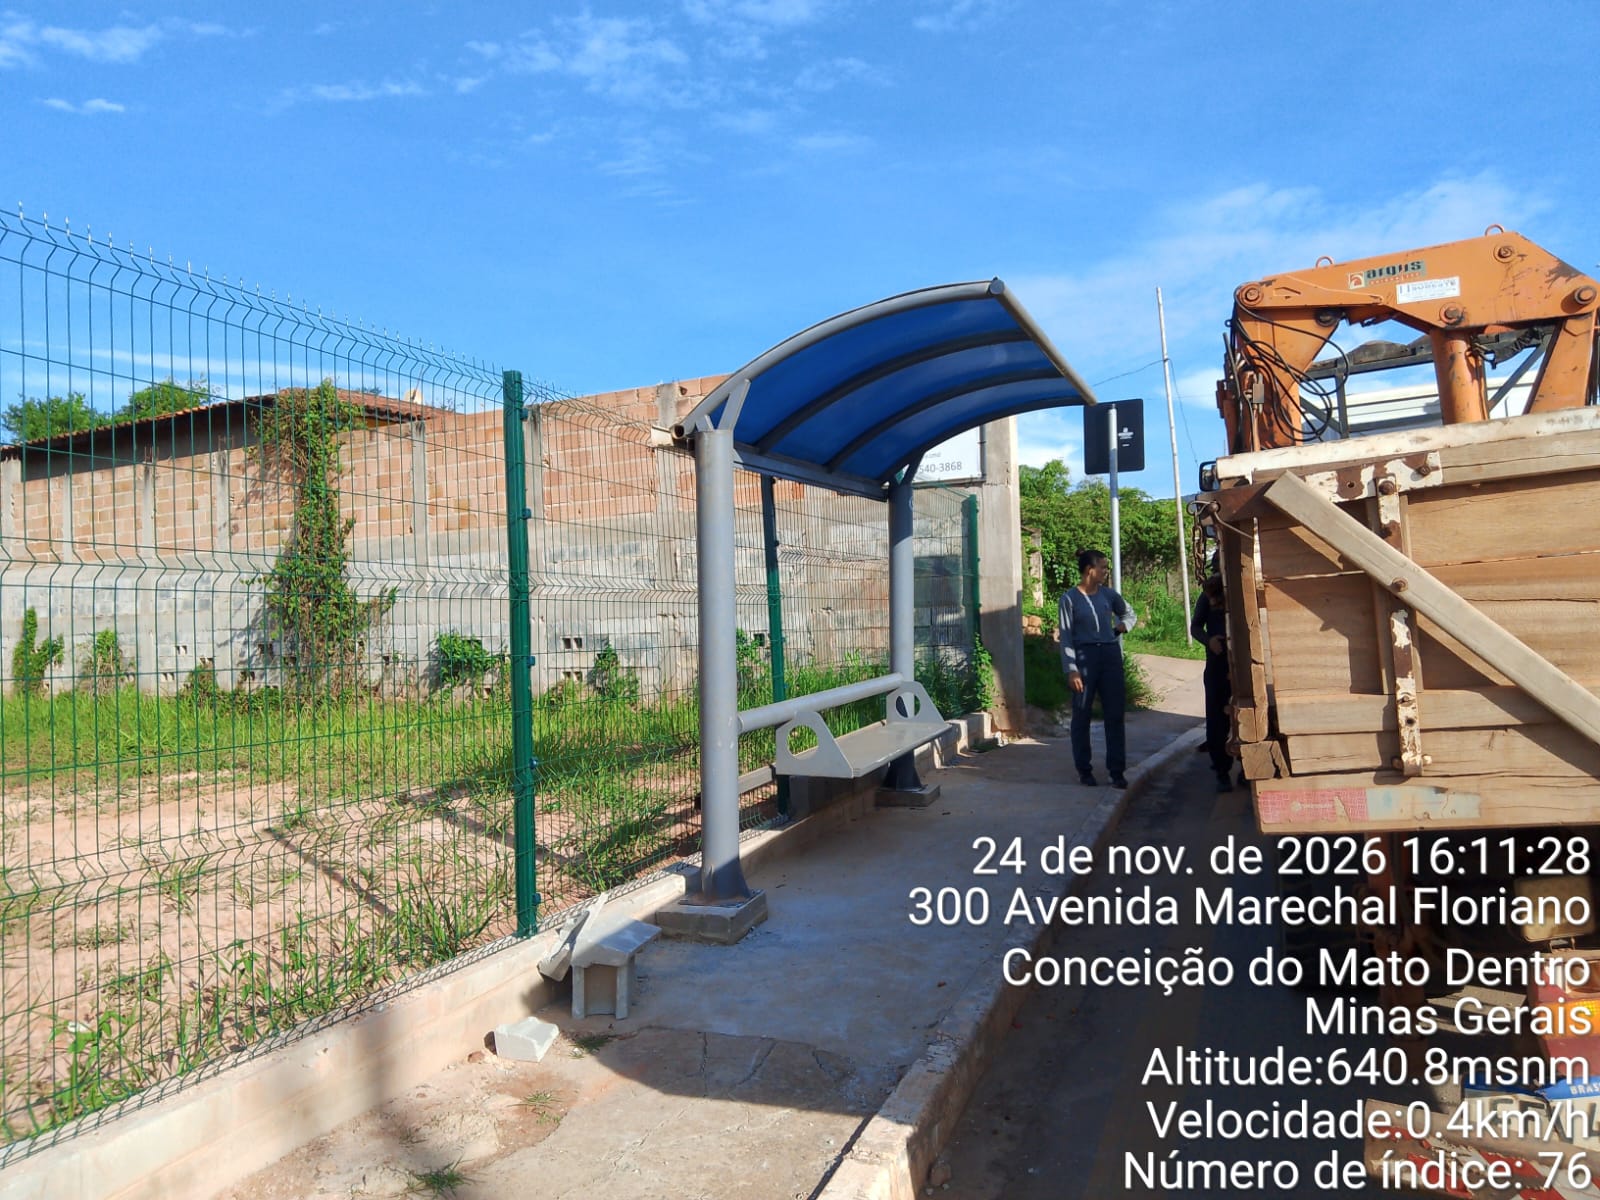 argus
540-3868
24 de nov. de 2026 16:11:28
300 Avenida Marechal Floriano
Conceição do Mato Dentro
Minas Gerais
Altitude:640.8msnm
Velocidade:0.4km/h
Número de índice: 76